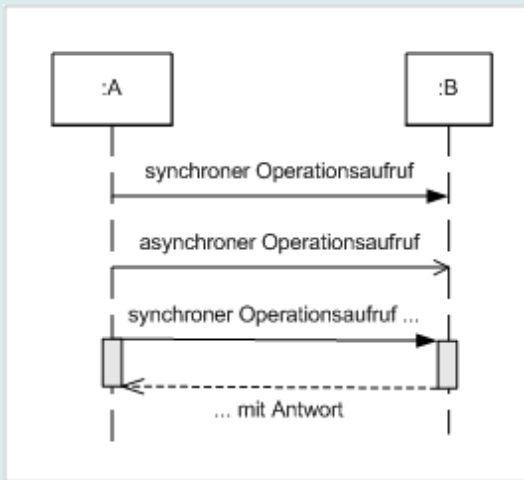 :A
:B
synchroner Operationsaufruf
asynchroner Operationsaufruf
synchroner Operationsaufruf ...
... mit Antwort